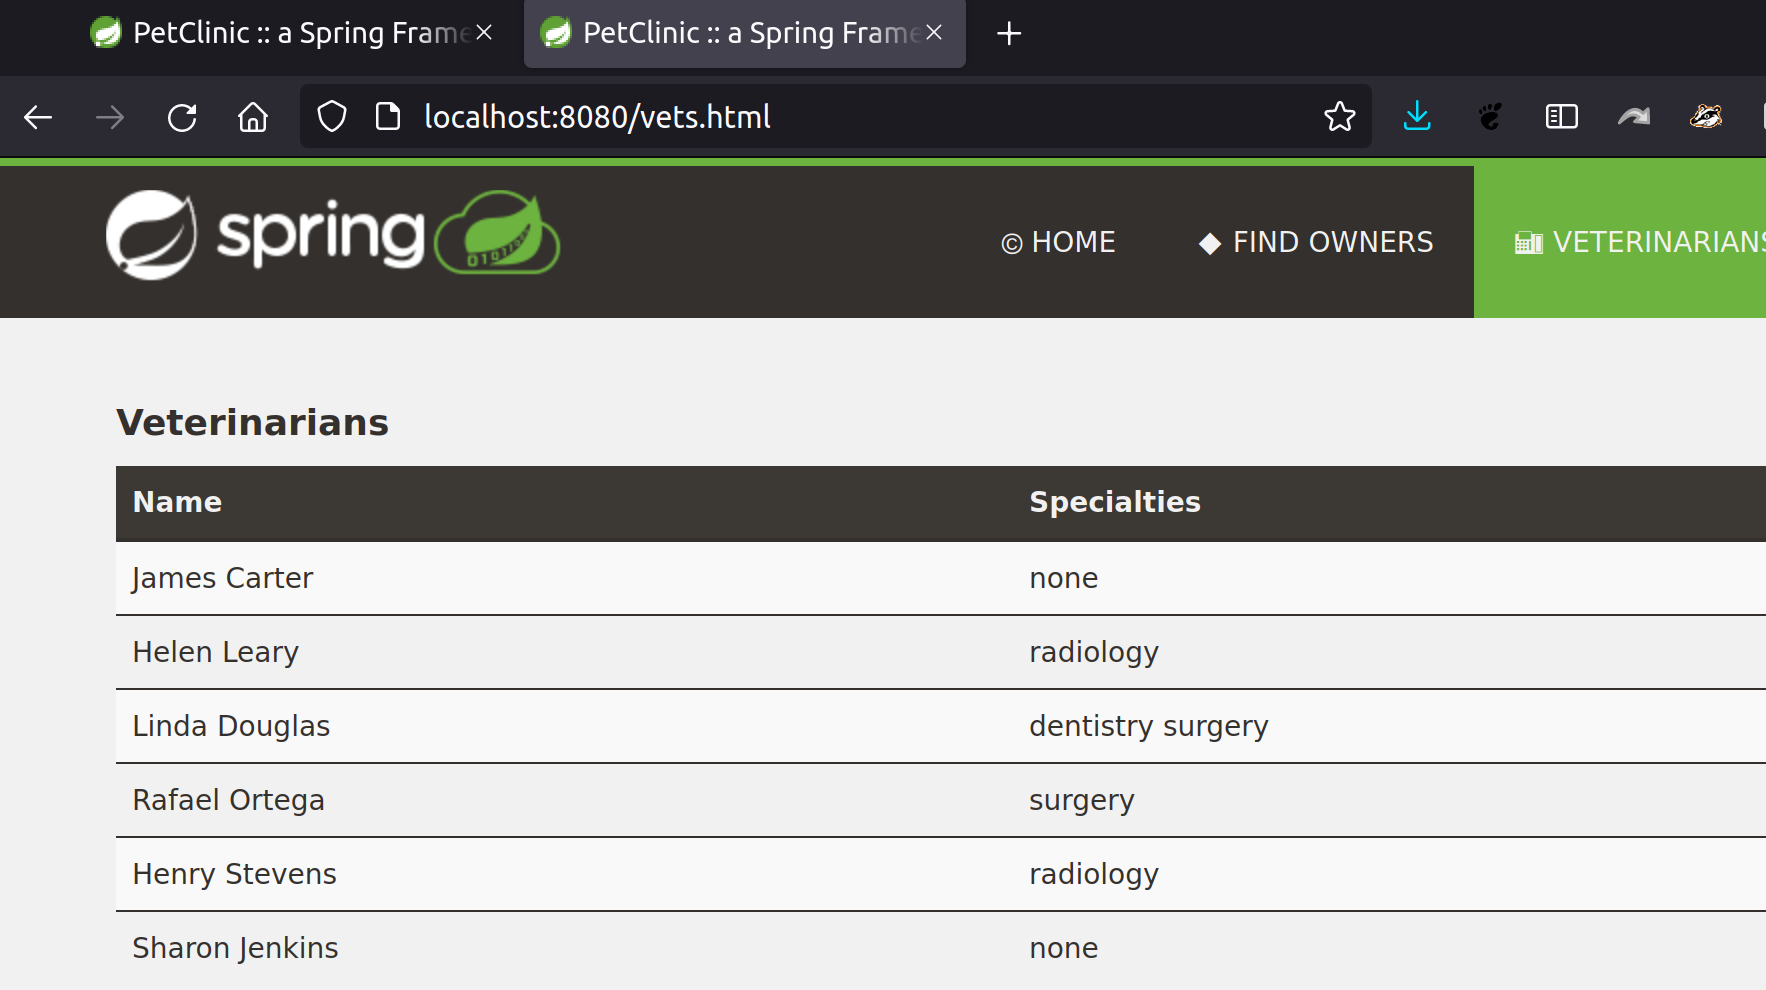 PetClinic :: a Spring Frame
PetClinic :: a Spring Frame
localhost:8080/vets.html
spring
HOME
FIND OWNERS
VETERINARIANS
Veterinarians
Name Specialties
James Carter none
Helen Leary radiology
Linda Douglas dentistry surgery
Rafael Ortega surgery
Henry Stevens radiology
Sharon Jenkins none